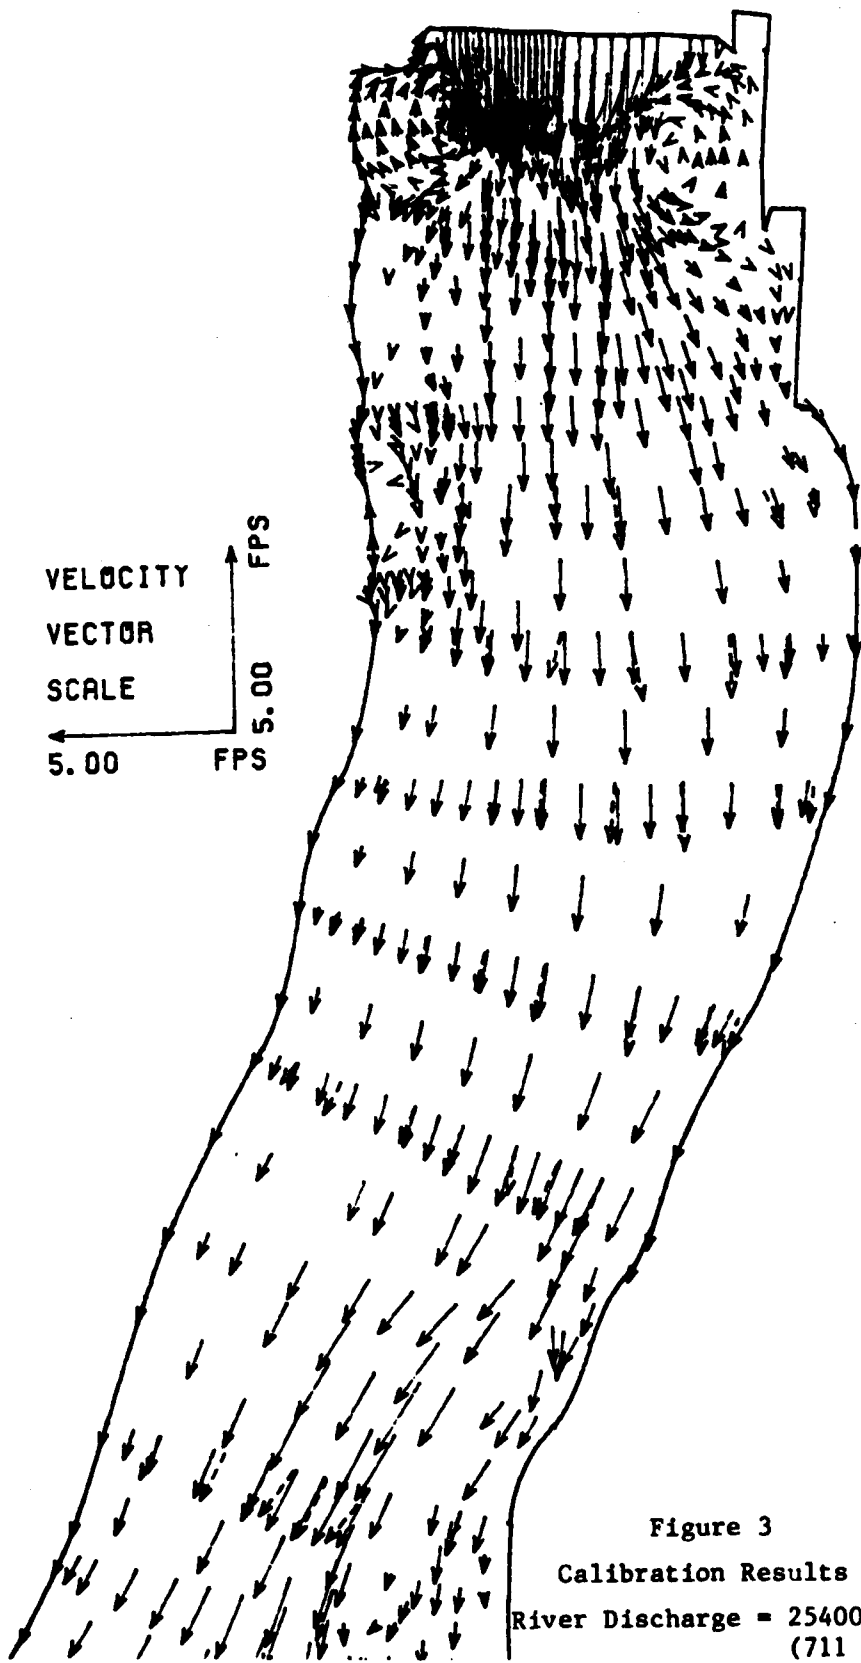 VELOCITY
VECTOR
SCALE
5.00 FPS
5.00 FPS
Figure 3
Calibration Results
River Discharge = 25400
(711